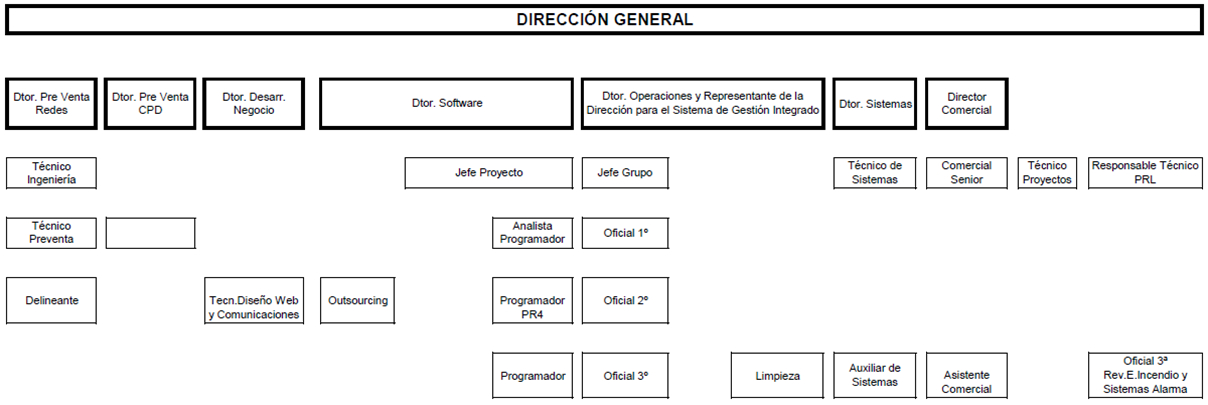 DIRECCIÓN GENERAL
Dtor. Pre Venta
Redes
Dtor. Pre Venta
CPD
Dtor. Desarr.
Negocio
Dtor. Software
Dtor. Operaciones y Representante de la
Dirección para el Sistema de Gestión Integrado
Dtor. Sistemas
Director
Comercial
Técnico
Ingeniería
Jefe Proyecto
Jefe Grupo
Técnico de
Sistemas
Comercial
Senior
Técnico
Proyectos
Responsable Técnico
PRL
Técnico
Preventa
Analista
Programador
Oficial 1º
Delineante
Tecn.Diseño Web
y Comunicaciones
Outsourcing
Programador
PR4
Oficial 2º
Programador
Oficial 3º
Limpieza
Auxiliar de
Sistemas
Asistente
Comercial
Oficial 3ª
Rev.E.Incendio y
Sistemas Alarma